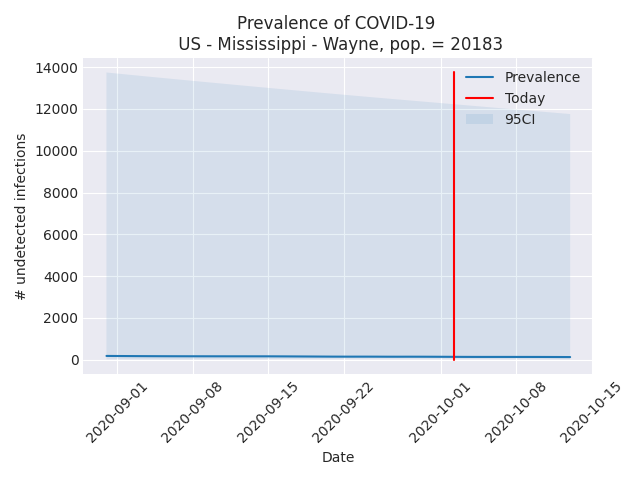 Prevalence of COVID-19
US - Mississippi - Wayne, pop. = 20183
Prevalence
Today
95CI
# undetected infections
14000
12000
10000
8000
6000
4000
2000
0
2020-09-01
2020-09-08
2020-09-15
2020-09-22
2020-10-01
2020-10-08
2020-10-15
Date